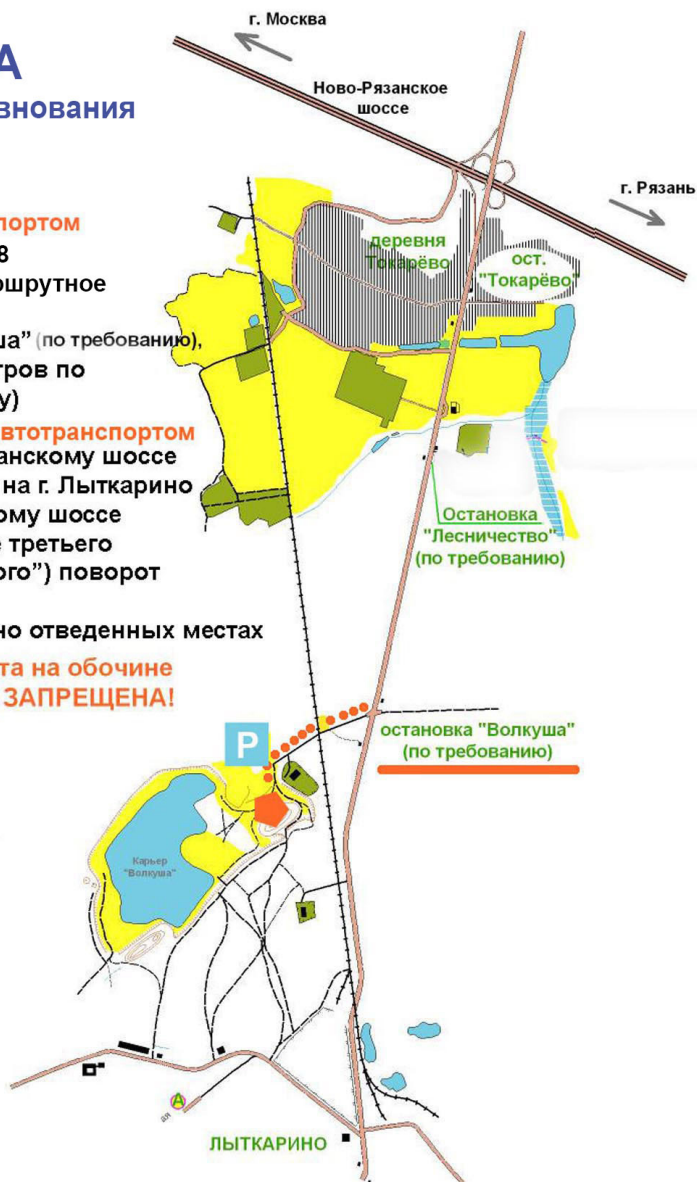 г. Москва
А
Ново-Рязанское
шоссе
внования
г. Рязань
портом
8
ршрутное
ша” (по требованию),
тров по
у)
втотранспортом
анскому шоссе
на г. Лыткарино
ому шоссе
е третьего
ого”) поворот
но отведенных местах
та на обочине
ЗАПРЕЩЕНА!
деревня
Токарёво
ост.
"Токарёво"
Остановка
"Лесничество"
(по требованию)
P
остановка "Волкуша"
(по требованию)
Карьер
"Волкуша"
А
ЛЫТКАРИНО